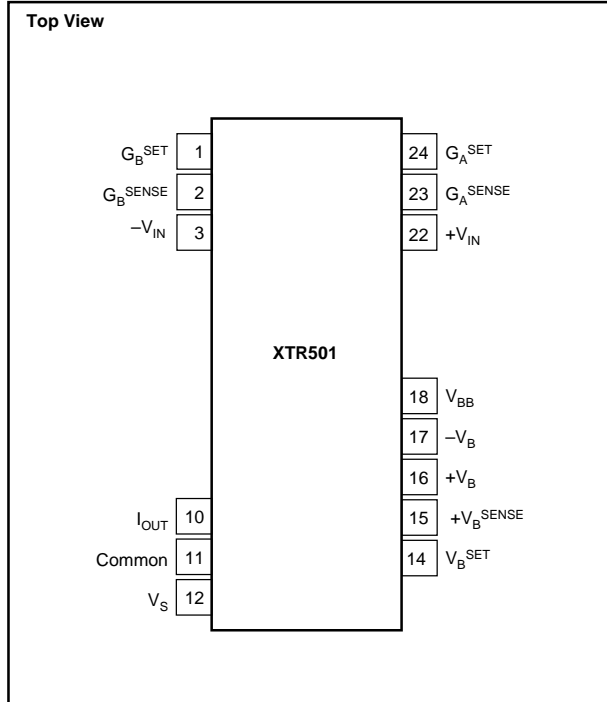 Top View
G_B^SET 1 24 G_A^SET
G_B^SENSE 2 23 G_A^SENSE
–V_IN 3 22 +V_IN
XTR501
18 V_BB
17 –V_B
16 +V_B
I_OUT 10 15 +V_B^SENSE
Common 11 14 V_B^SET
V_S 12